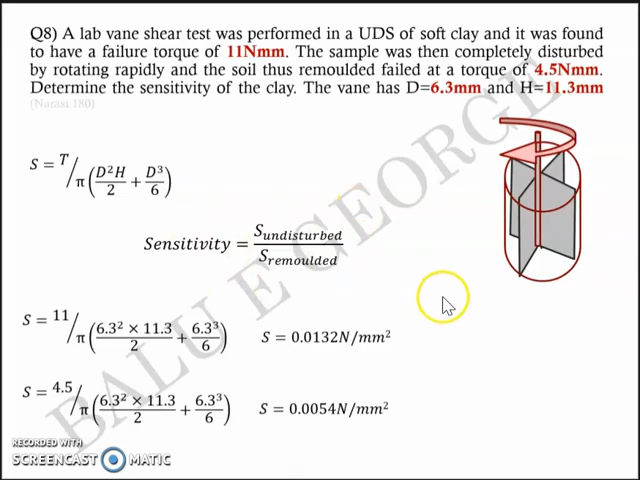 Q8) A lab vane shear test was performed in a UDS of soft clay and it was found
to have a failure torque of 11Nmm. The sample was then completely disturbed
by rotating rapidly and the soil thus remoulded failed at a torque of 4.5Nmm.
Determine the sensitivity of the clay. The vane has D=6.3mm and H=11.3mm
(Narasi 180)
S = T/π(D²H/2 + D³/6)
Sensitivity = S_undisturbed/S_remoulded
S = 11/π(6.3² × 11.3/2 + 6.3³/6) S = 0.0132N/mm²
S = 4.5/π(6.3² × 11.3/2 + 6.3³/6) S = 0.0054N/mm²
BALU E GEORGE
RECORDED WITH
SCREENCAST MATIC